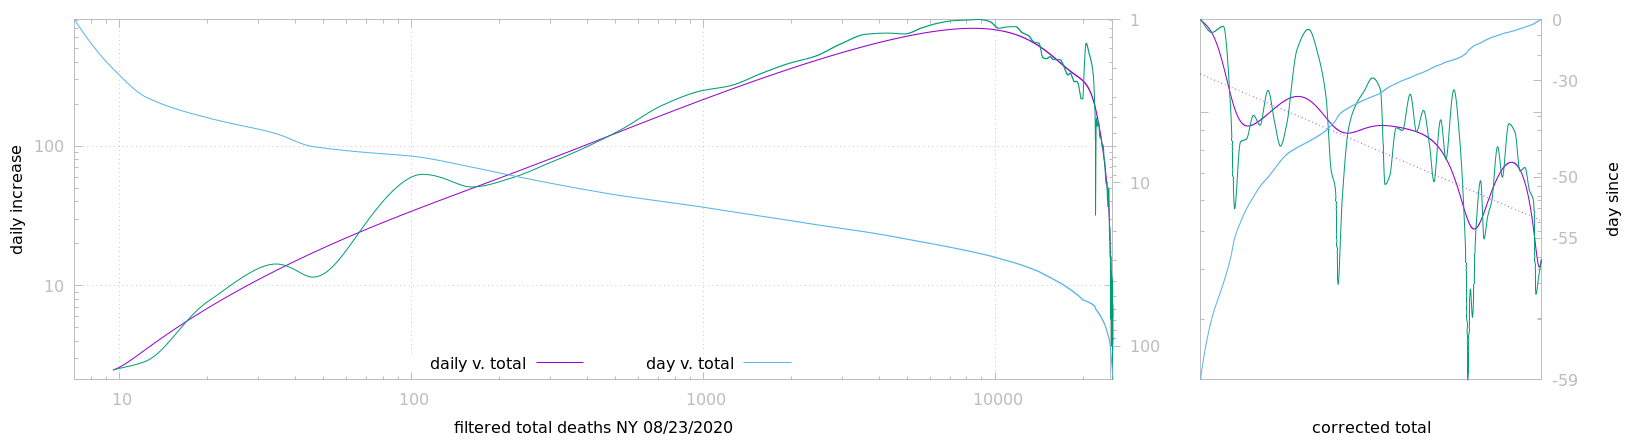 daily increase
100
10
daily v. total
day v. total
10
100
1000
10000
filtered total deaths NY 08/23/2020
1
10
100
0
-30
-50
-55
-59
day since
corrected total